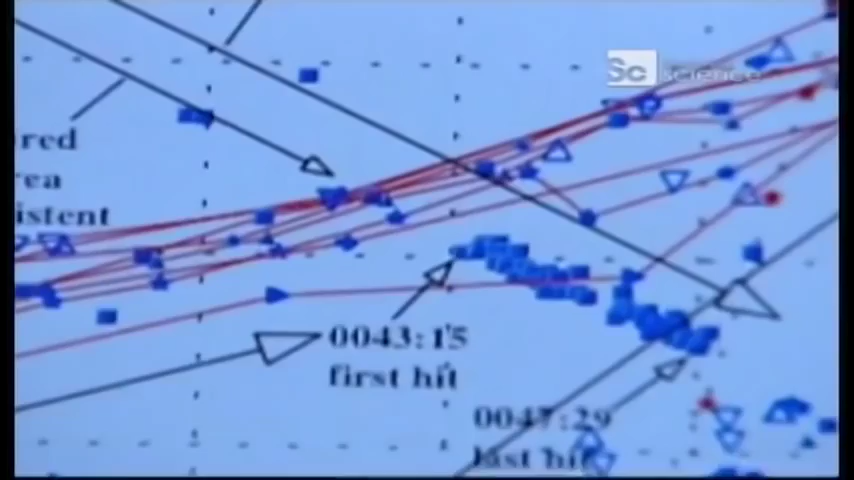 Sc science
red
rea
istent
0043:15
first hit
0047:29
last hit